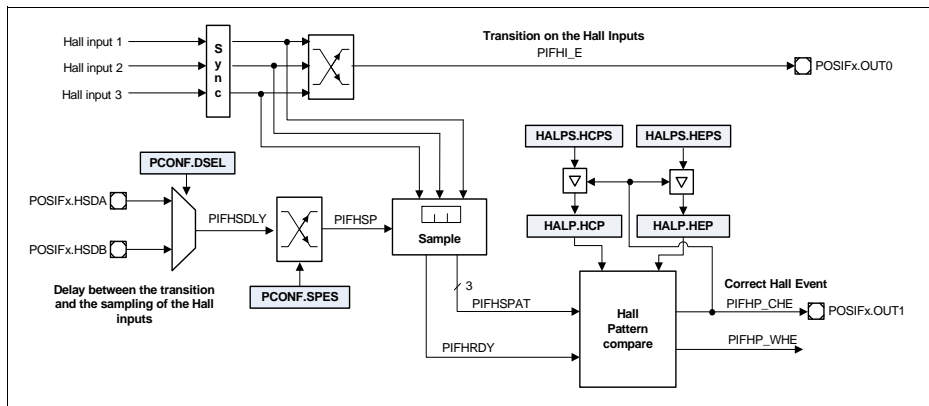 Hall input 1
Hall input 2
Hall input 3
Sync
Transition on the Hall Inputs
PIFHI_E
POSIFx.OUT0
HALPS.HCPS
HALPS.HEPS
PCONF.DSEL
POSIFx.HSDA
POSIFx.HSDB
PIFHSDLY
PIFHSP
Sample
HALP.HCP
HALP.HEP
PCONF.SPES
Delay between the transition
and the sampling of the Hall
inputs
3
PIFHSPAT
PIFHRDY
Hall
Pattern
compare
Correct Hall Event
PIFHP_CHE
POSIFx.OUT1
PIFHP_WHE